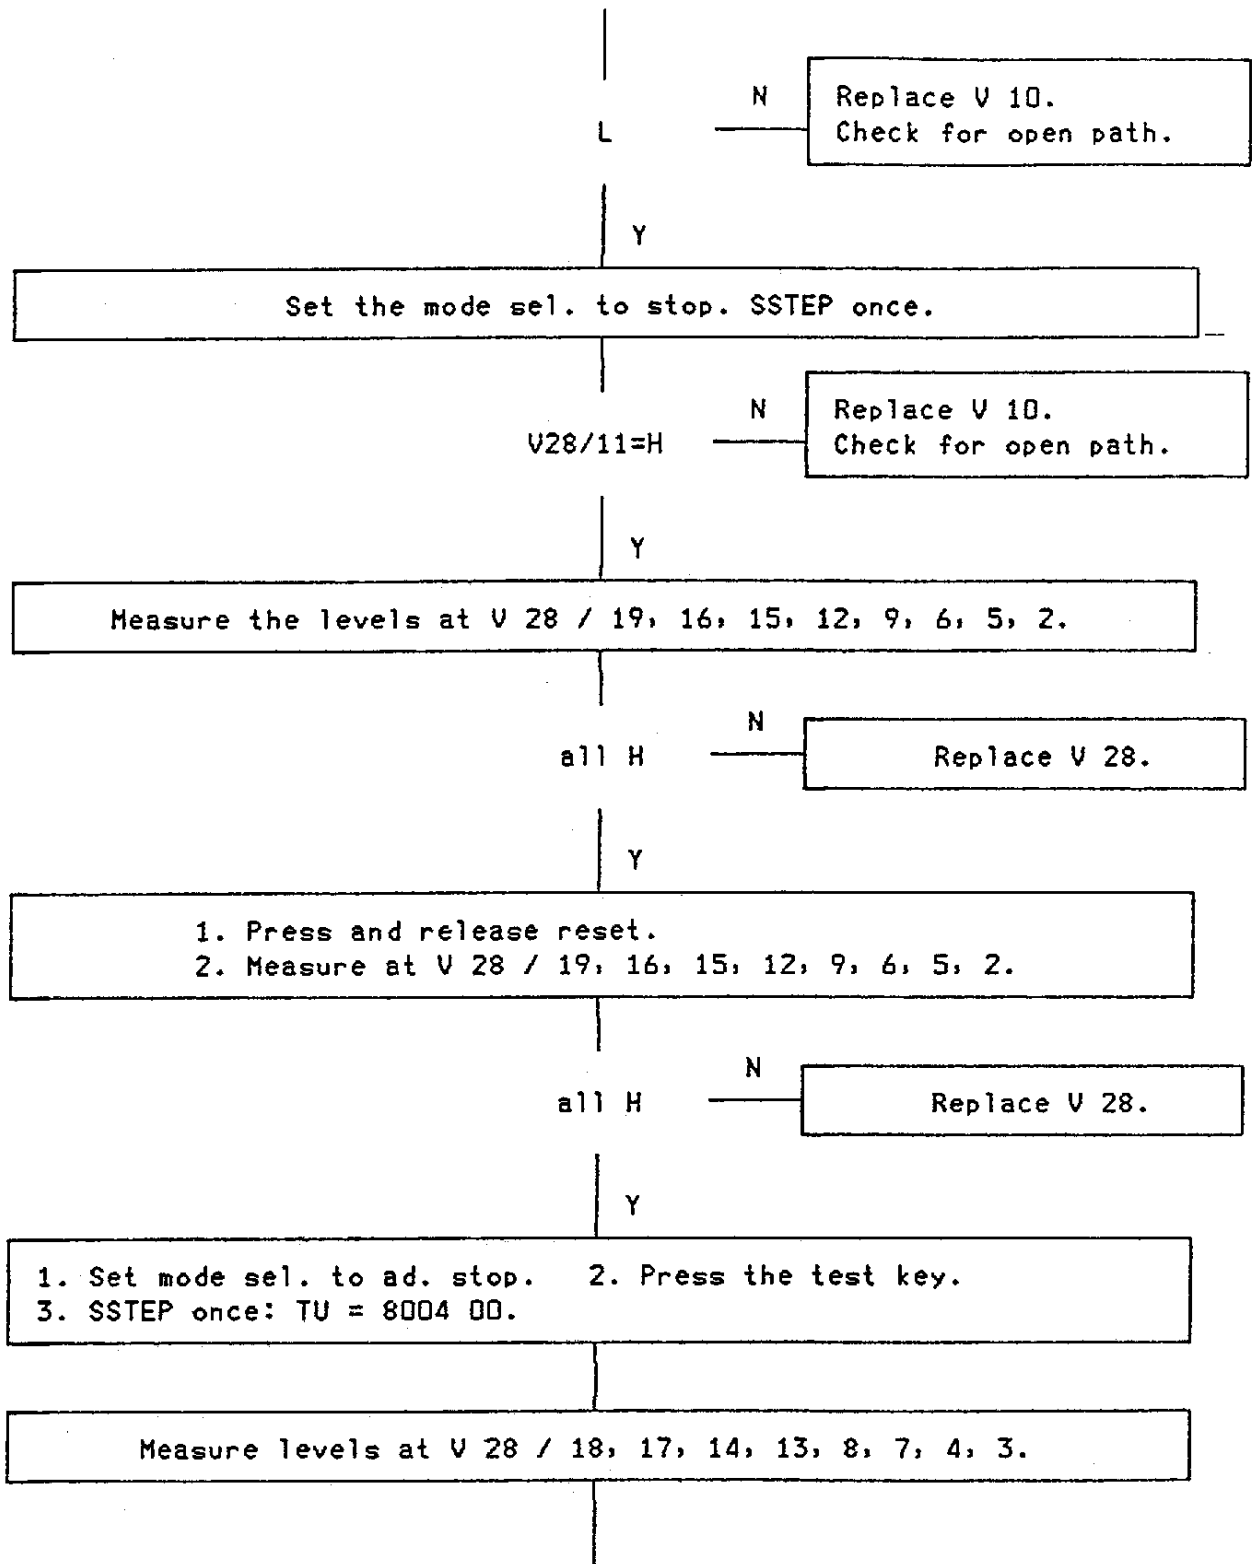 N
Replace V 10.
L
Check for open path.
Y
Set the mode sel. to stop. SSTEP once.
N
Replace V 10.
V28/11=H
Check for open path.
Y
Measure the levels at V 28 / 19, 16, 15, 12, 9, 6, 5, 2.
N
all H
Replace V 28.
Y
1. Press and release reset.
2. Measure at V 28 / 19, 16, 15, 12, 9, 6, 5, 2.
N
all H
Replace V 28.
Y
1. Set mode sel. to ad. stop. 2. Press the test key.
3. SSTEP once: TU = 8004 00.
Measure levels at V 28 / 18, 17, 14, 13, 8, 7, 4, 3.